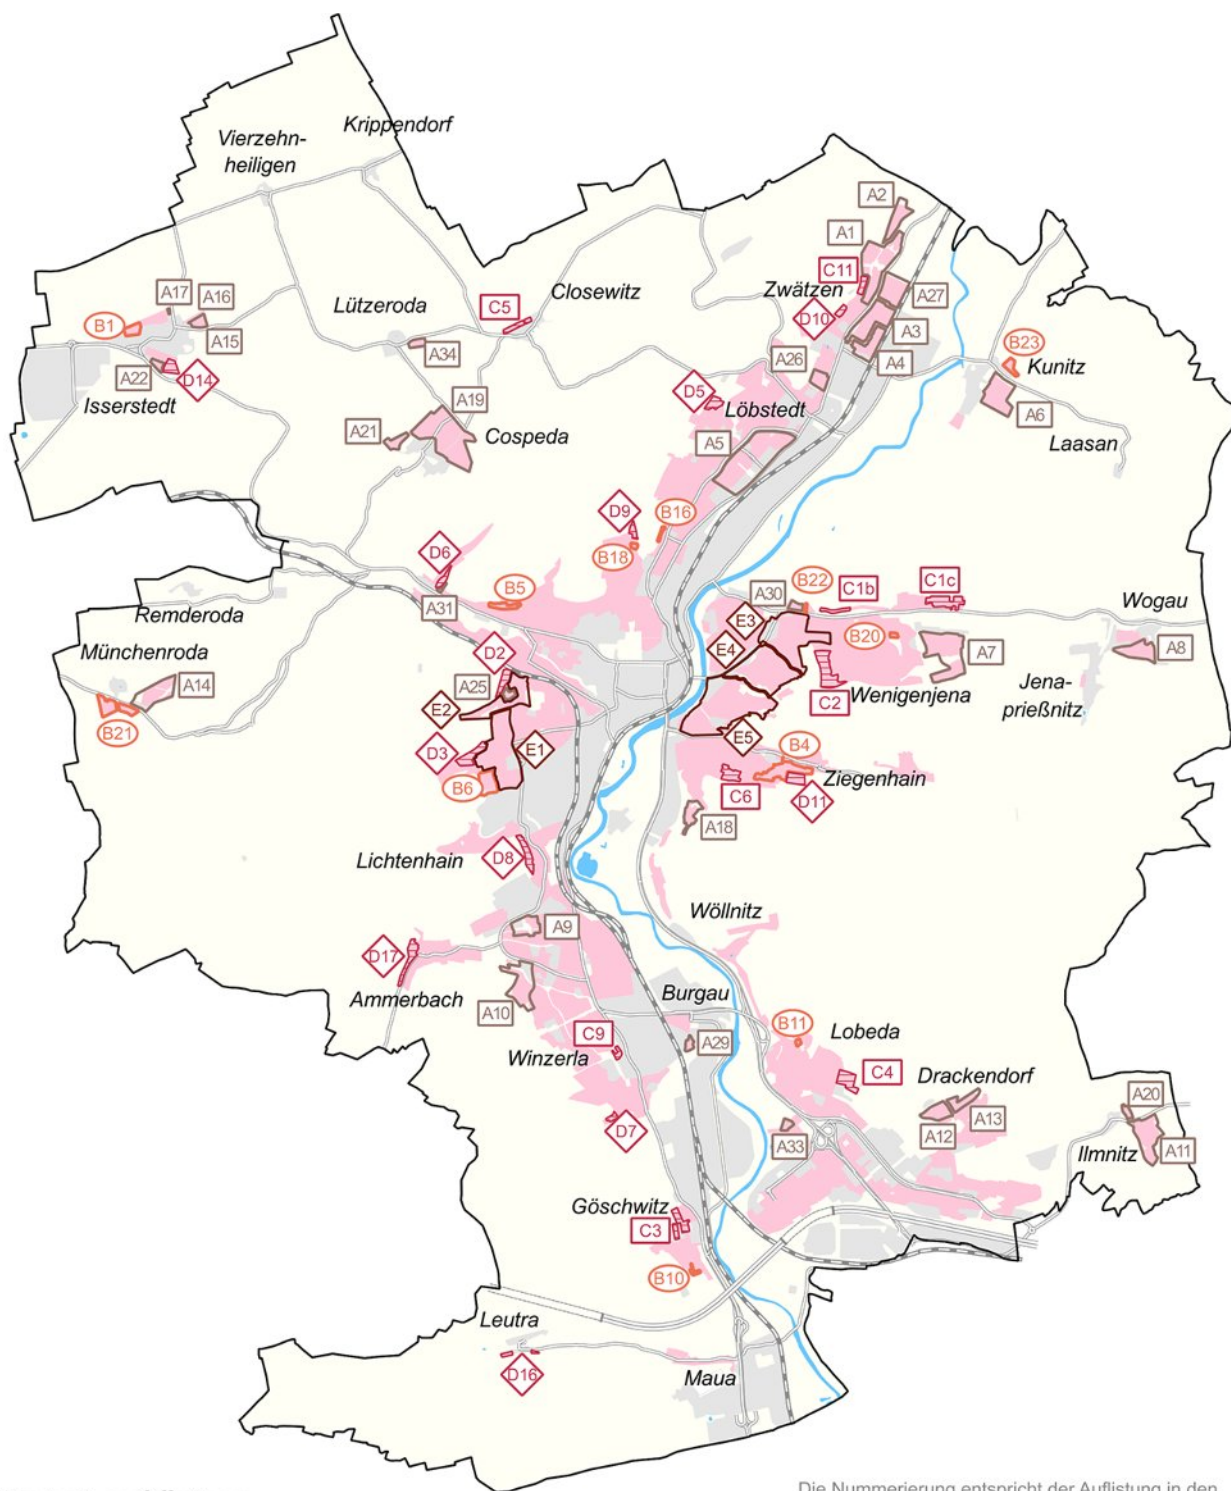 Krippendorf
Vierzehn-
heiligen
A2
A1
C11
A17
A16
Closewitz
Zwätzen
A27
Lützeroda
C5
B1
D10
A3
A15
A34
A26
A4
B23
Kunitz
A22
D14
D5
Isserstedt
A19
Löbstedt
A6
A21
Cospeda
A5
Laasan
D9
B16
D6
B18
B5
B22
C1b
C1c
A30
Wogau
Remderoda
A31
E3
B20
Münchenroda
D2
E4
A7
A8
A14
A25
Wenigenjena
Jena-
prießnitz
E2
C2
B21
E5
D3
E1
B4
B6
Ziegenhain
C6
D11
A18
Lichtenhain
D8
Wöllnitz
A9
D17
Ammerbach
Burgau
A10
B11
Lobeda
C9
A29
Winzerla
C4
Drackendorf
A20
A13
D7
A33
A12
Ilmnitz
A11
Göschwitz
C3
B10
Leutra
D16
Maua
Die Nummerierung entspricht der Auflistung in den